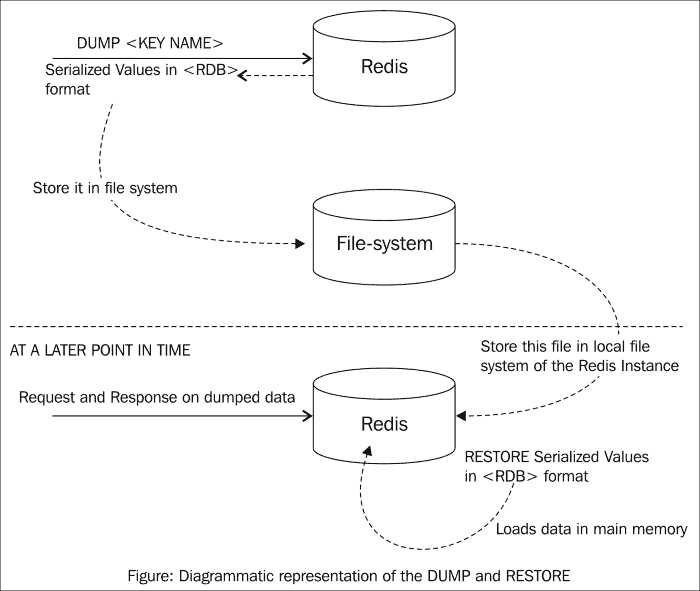 DUMP <KEY NAME>
Serialized Values in <RDB>
format
Redis
Store it in file system
File-system
AT A LATER POINT IN TIME
Store this file in local file
system of the Redis Instance
Request and Response on dumped data
Redis
RESTORE Serialized Values
in <RDB> format
Loads data in main memory
Figure: Diagrammatic representation of the DUMP and RESTORE